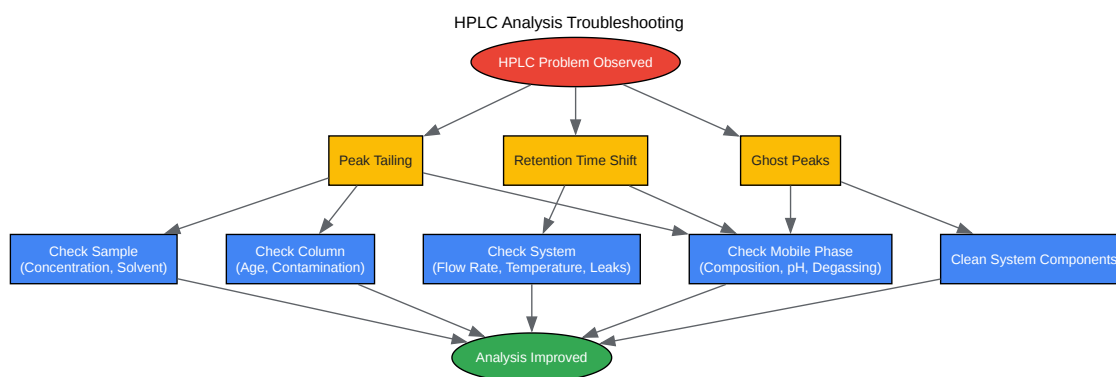 HPLC Analysis Troubleshooting
HPLC Problem Observed
Peak Tailing
Retention Time Shift
Ghost Peaks
Check Sample
(Concentration, Solvent)
Check Column
(Age, Contamination)
Check System
(Flow Rate, Temperature, Leaks)
Check Mobile Phase
(Composition, pH, Degassing)
Clean System Components
Analysis Improved